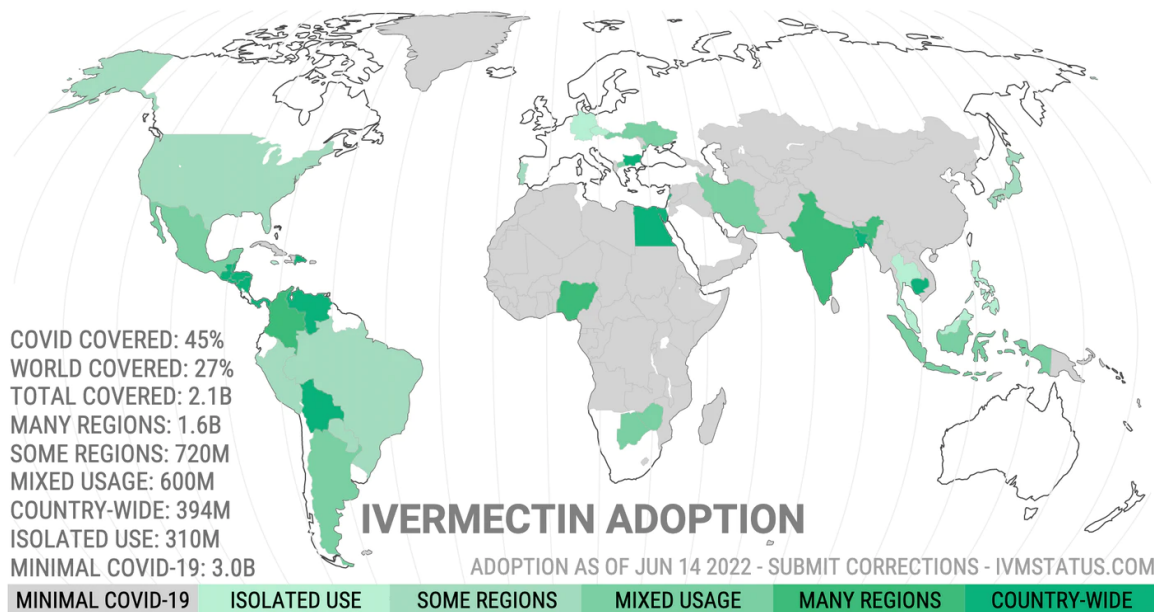 COVID COVERED: 45%
WORLD COVERED: 27%
TOTAL COVERED: 2.1B
MANY REGIONS: 1.6B
SOME REGIONS: 720M
MIXED USAGE: 600M
COUNTRY-WIDE: 394M
ISOLATED USE: 310M
MINIMAL COVID-19: 3.0B
IVERMECTIN ADOPTION
ADOPTION AS OF JUN 14 2022 - SUBMIT CORRECTIONS - IVMSTATUS.COM
MINIMAL COVID-19 ISOLATED USE SOME REGIONS MIXED USAGE MANY REGIONS COUNTRY-WIDE